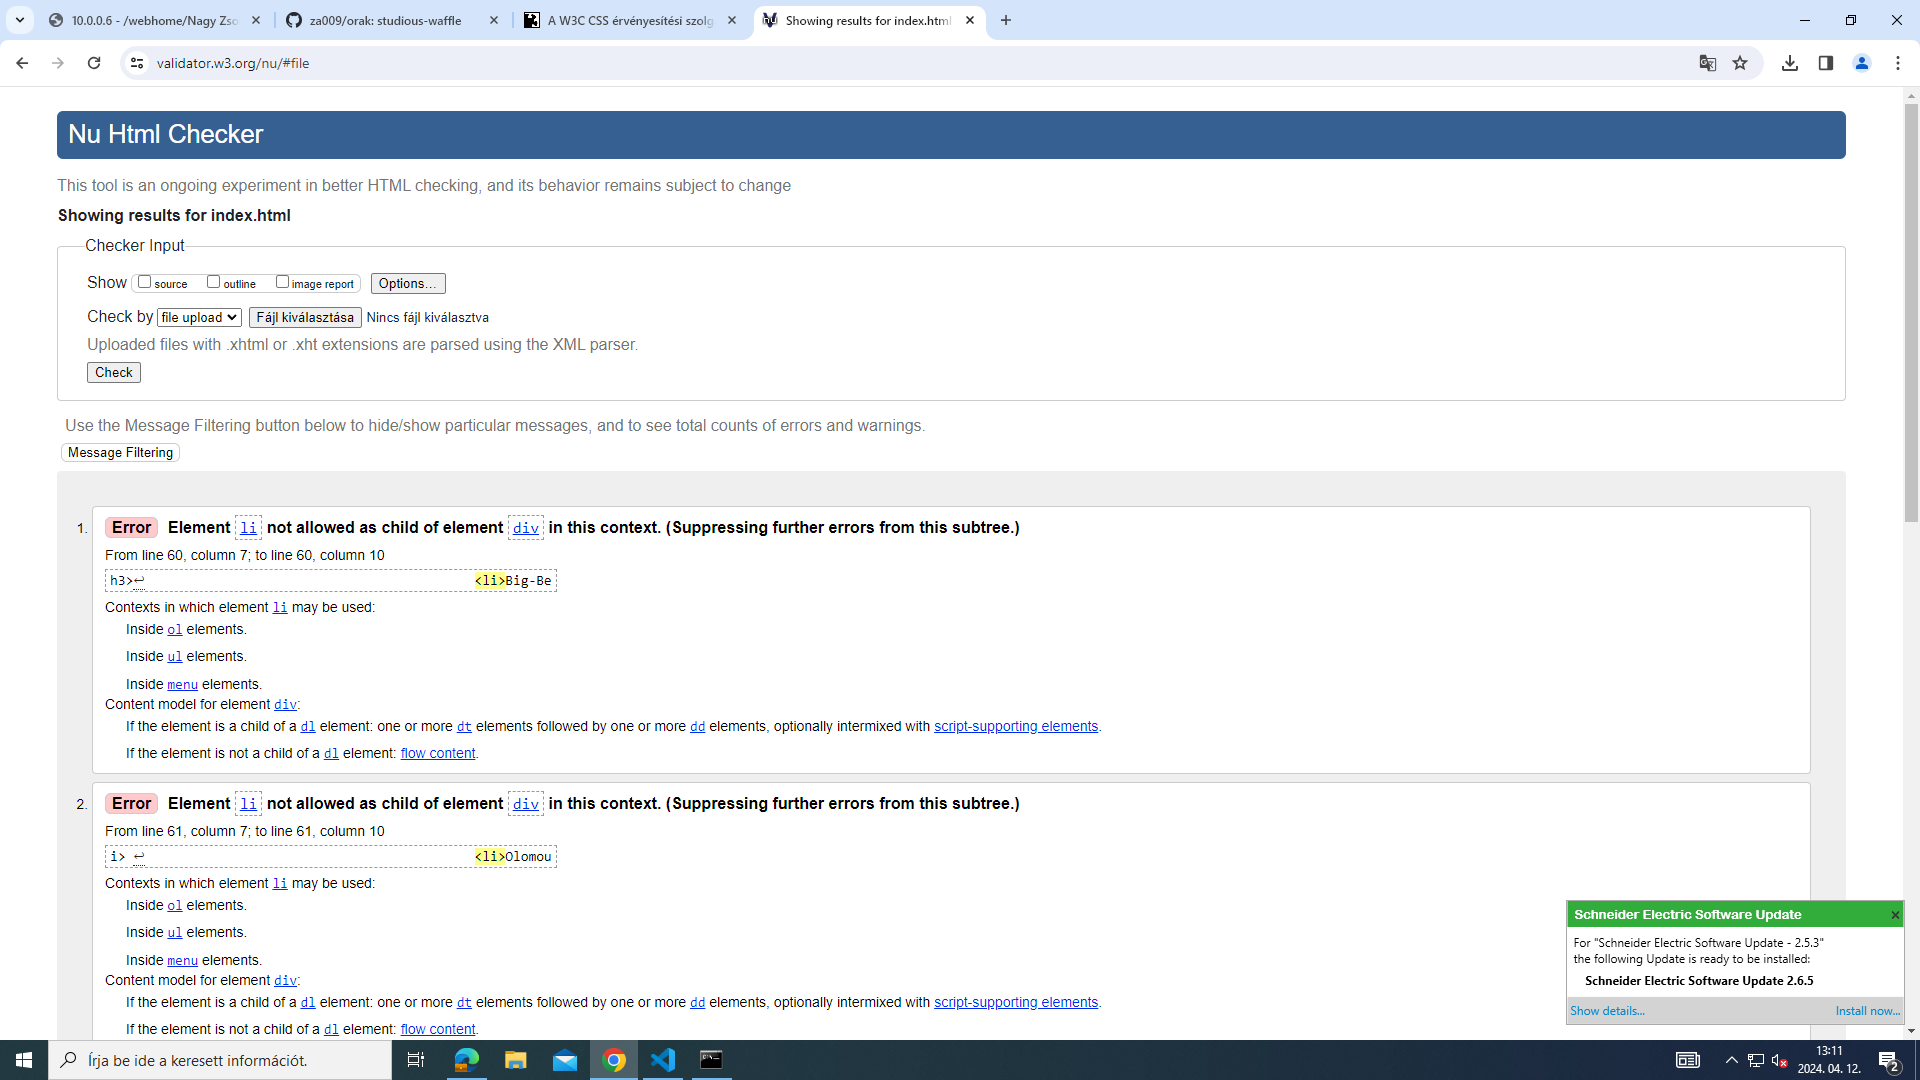 10.0.0.6 - /webhome/Nagy Zso
za009/orak: studious-waffle
A W3C CSS érvényesítési szolg
Showing results for index.html
validator.w3.org/nu/#file
Nu Html Checker
This tool is an ongoing experiment in better HTML checking, and its behavior remains subject to change
Showing results for index.html
Checker Input
Show source outline image report Options...
Check by file upload Fájl kiválasztása Nincs fájl kiválasztva
Uploaded files with .xhtml or .xht extensions are parsed using the XML parser.
Check
Use the Message Filtering button below to hide/show particular messages, and to see total counts of errors and warnings.
Message Filtering
1. Error Element li not allowed as child of element div in this context. (Suppressing further errors from this subtree.)
From line 60, column 7; to line 60, column 10
h3>↩ <li>Big-Be
Contexts in which element li may be used:
Inside ol elements.
Inside ul elements.
Inside menu elements.
Content model for element div:
If the element is a child of a dl element: one or more dt elements followed by one or more dd elements, optionally intermixed with script-supporting elements.
If the element is not a child of a dl element: flow content.
2. Error Element li not allowed as child of element div in this context. (Suppressing further errors from this subtree.)
From line 61, column 7; to line 61, column 10
i> ↩ <li>Olomou
Contexts in which element li may be used:
Inside ol elements.
Inside ul elements.
Inside menu elements.
Content model for element div:
If the element is a child of a dl element: one or more dt elements followed by one or more dd elements, optionally intermixed with script-supporting elements.
If the element is not a child of a dl element: flow content.
Schneider Electric Software Update
For "Schneider Electric Software Update - 2.5.3"
the following Update is ready to be installed:
Schneider Electric Software Update 2.6.5
Show details... Install now...
Írja be ide a keresett információt.
13:11
2024. 04. 12.
2